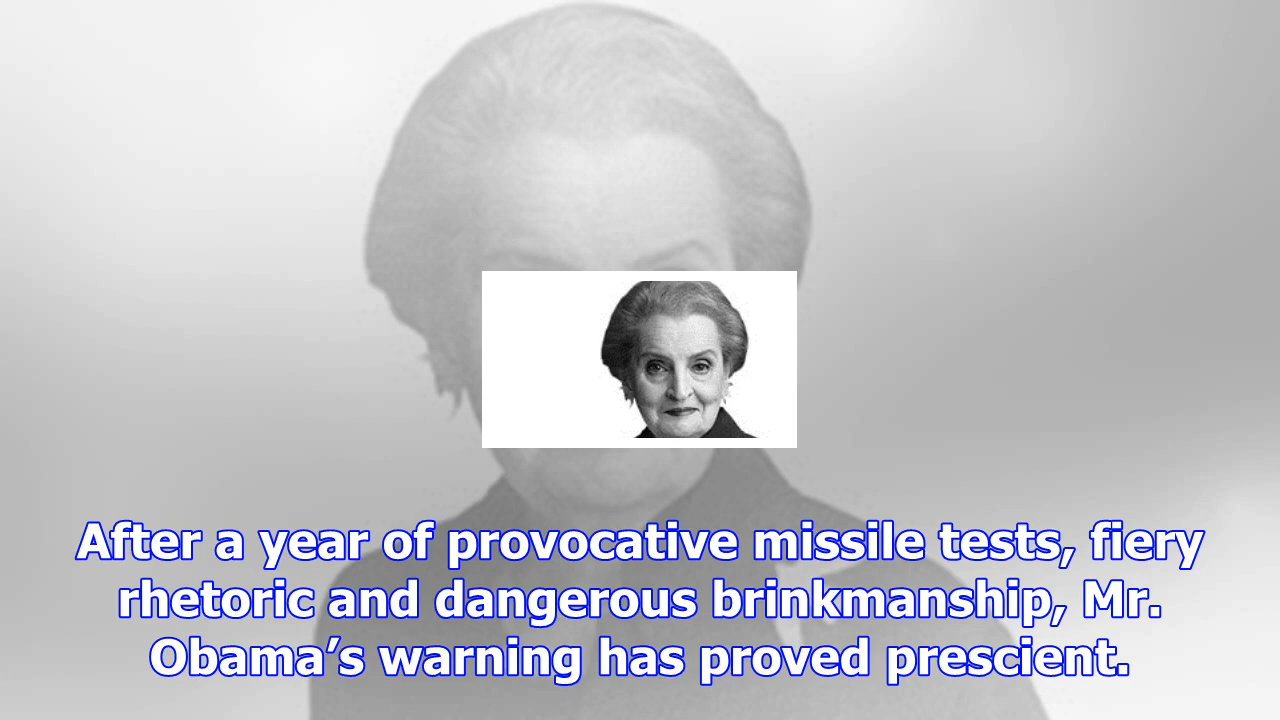 After a year of provocative missile tests, fiery
rhetoric and dangerous brinkmanship, Mr.
Obama’s warning has proved prescient.